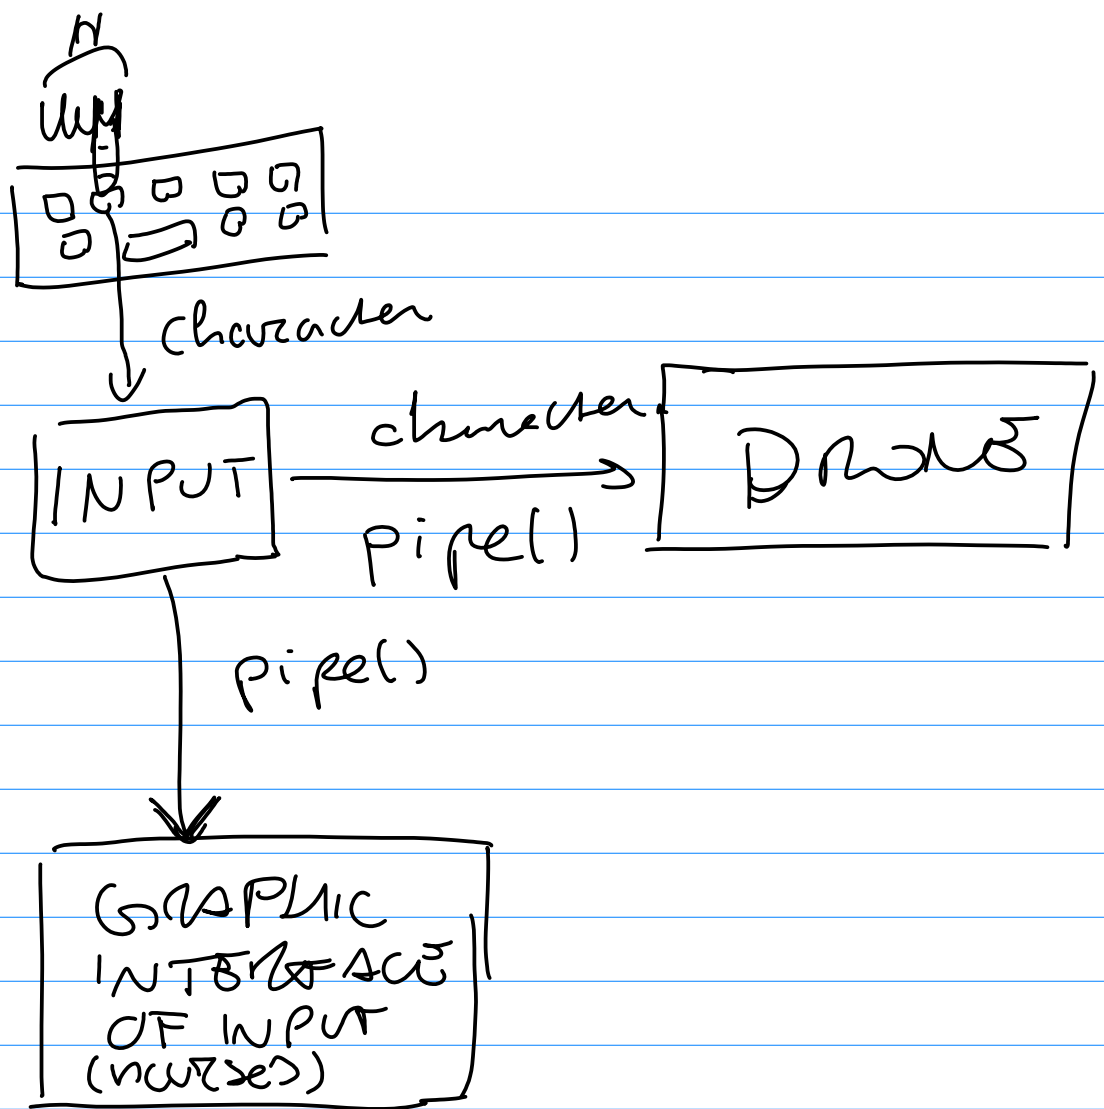 N
character
INPUT
character
pipe()
DRONE
pipe()
GRAPHIC
INTERFACE
OF INPUT
(ncurses)